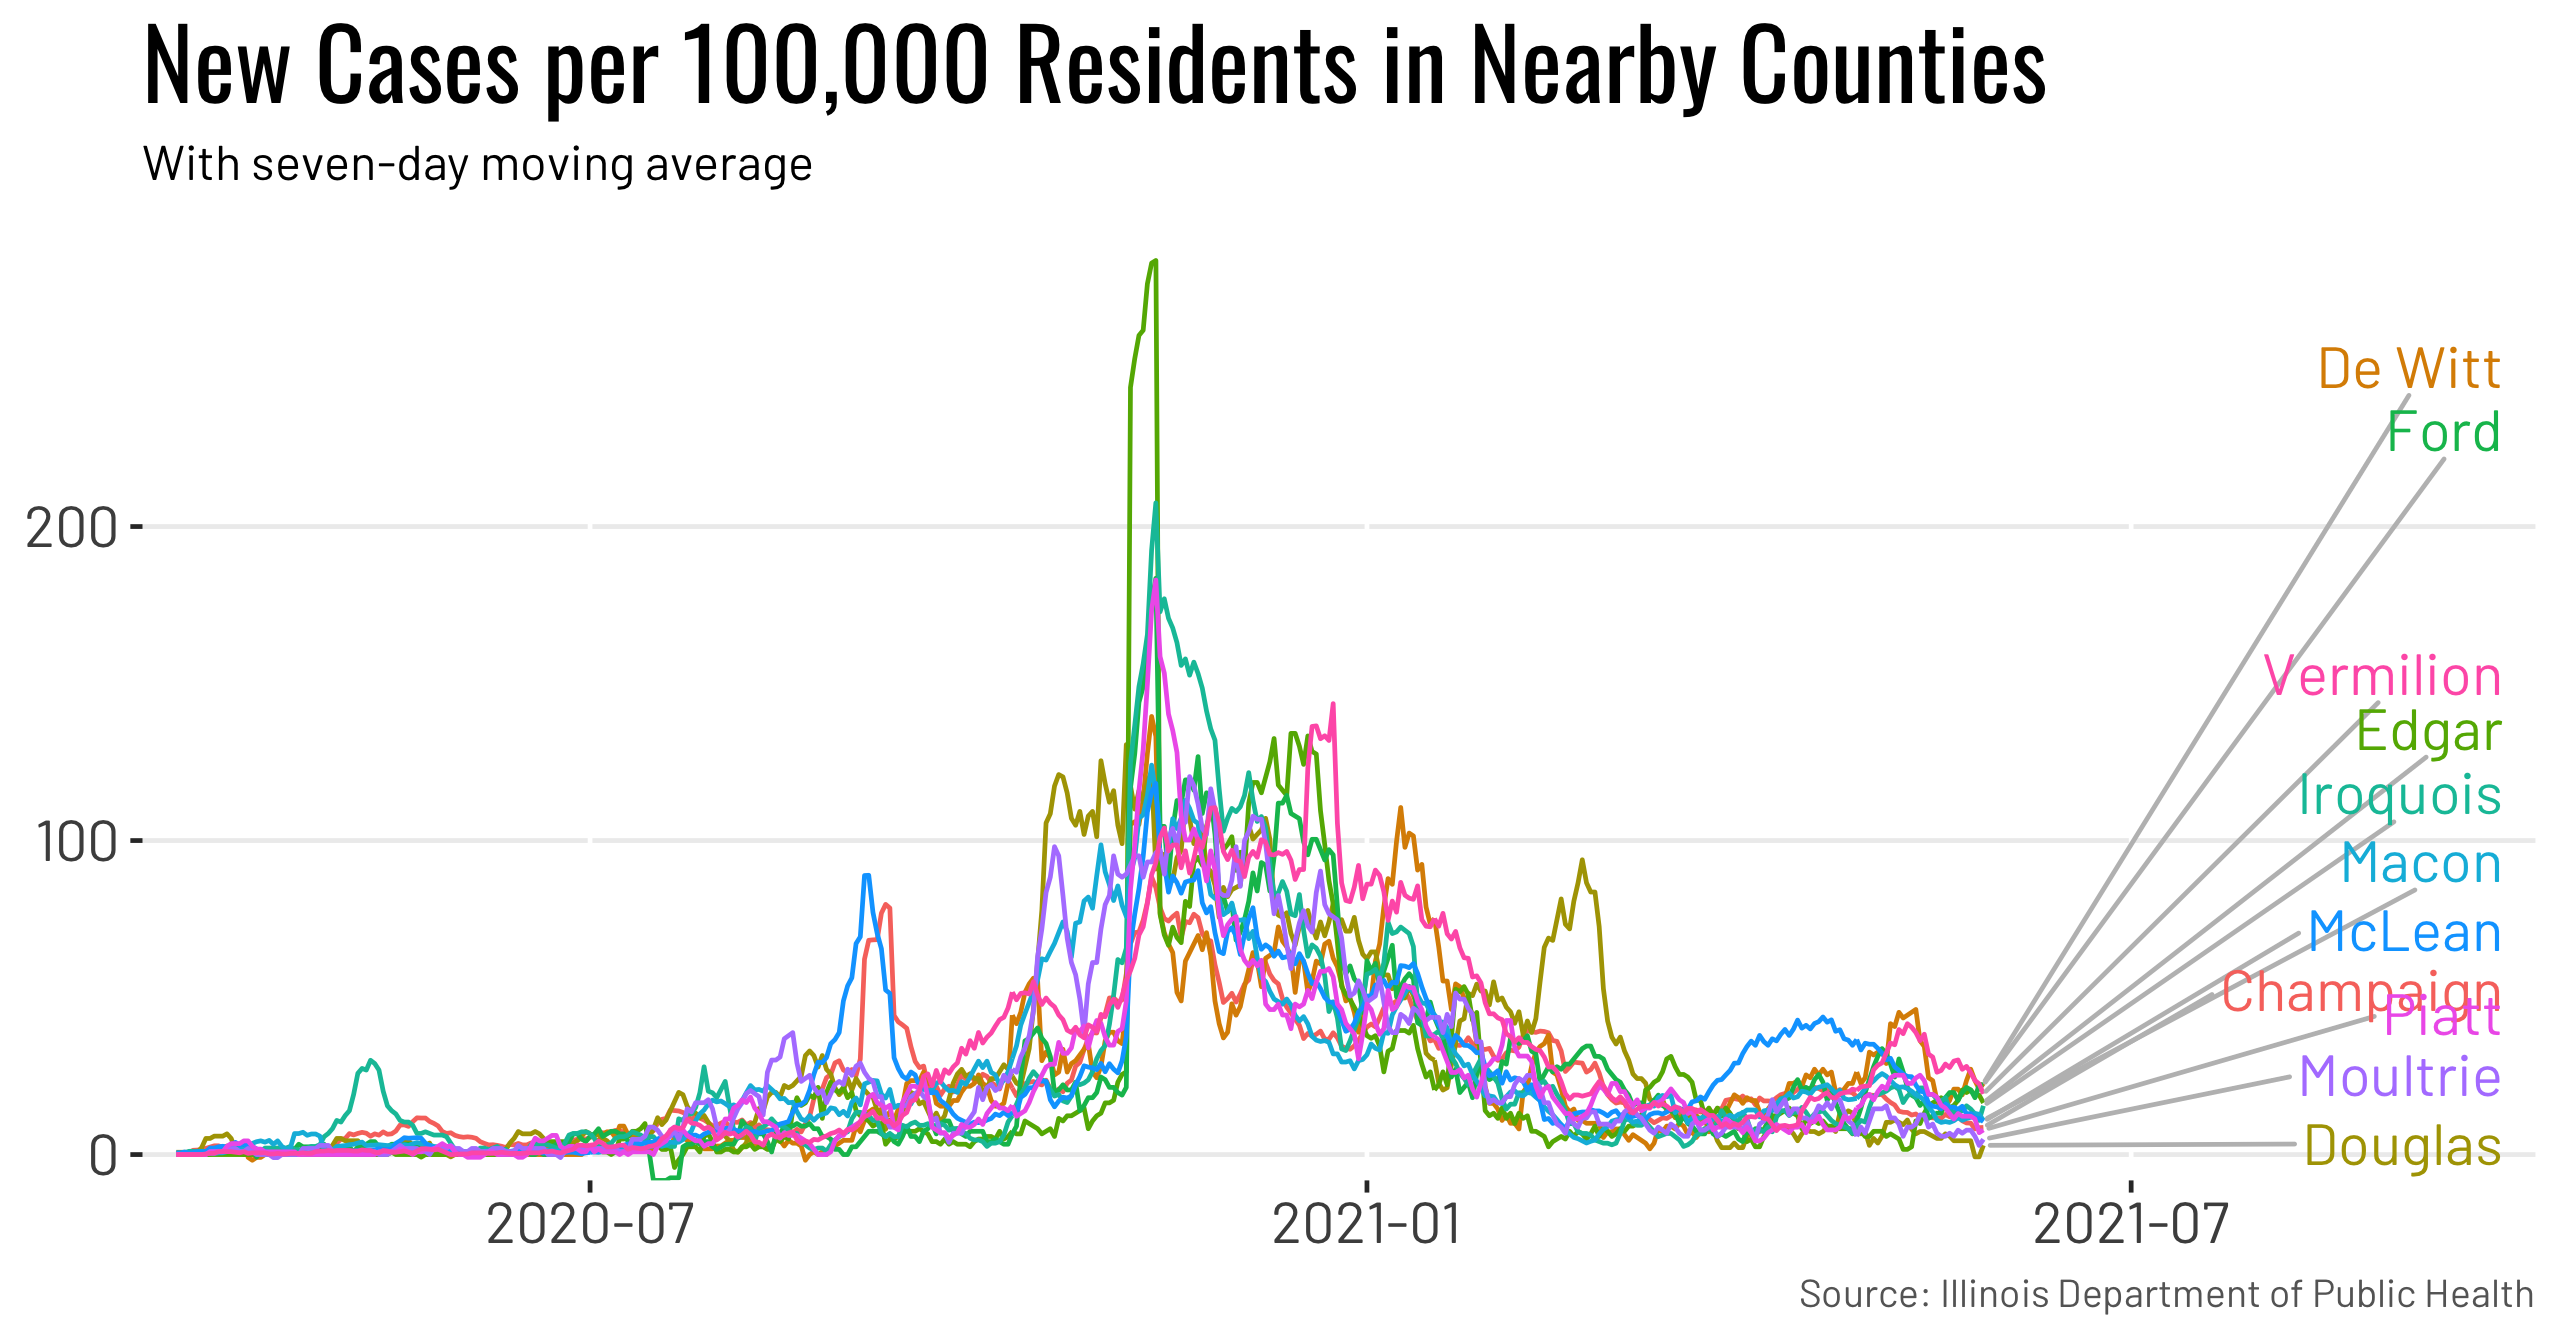 New Cases per 100,000 Residents in Nearby Counties
With seven-day moving average
De Witt
Ford
200
Vermilion
Edgar
Iroquois
100
Macon
McLean
Champaign
Piatt
Moultrie
Douglas
0
2020-07
2021-01
2021-07
Source: Illinois Department of Public Health